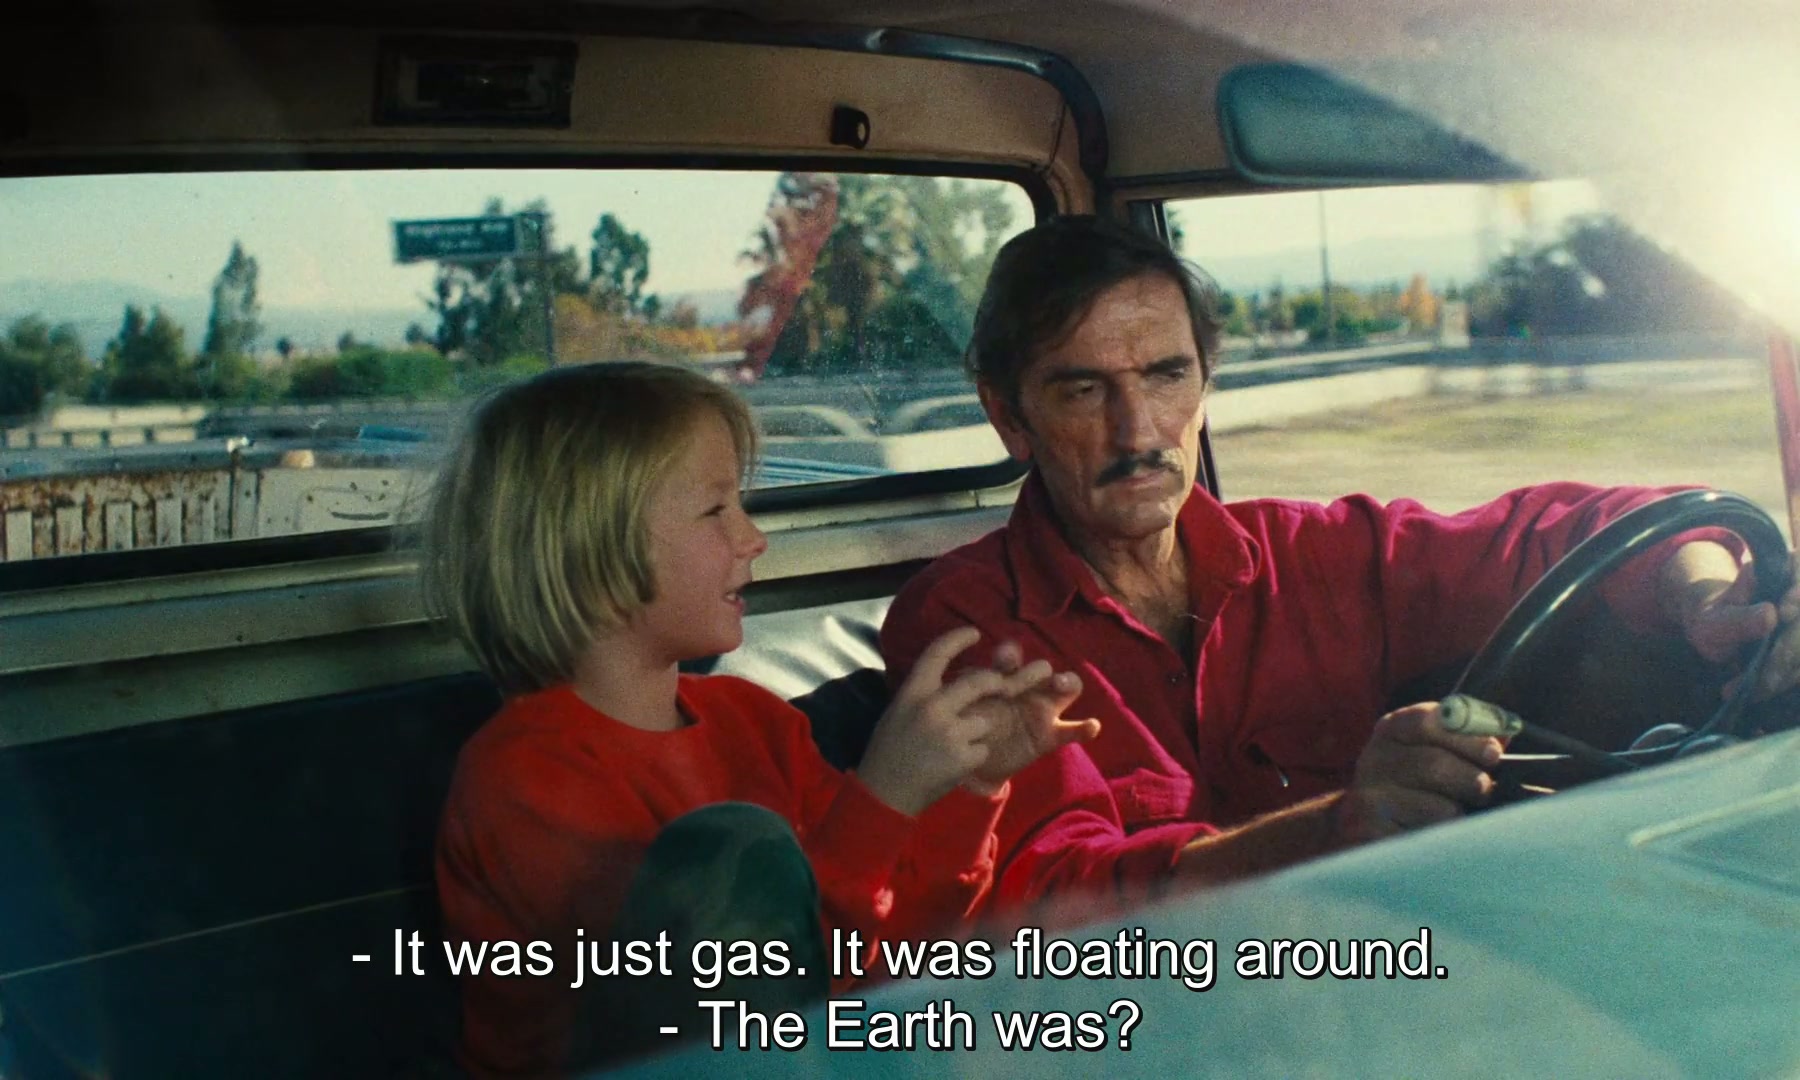 - It was just gas. It was floating around.
- The Earth was?